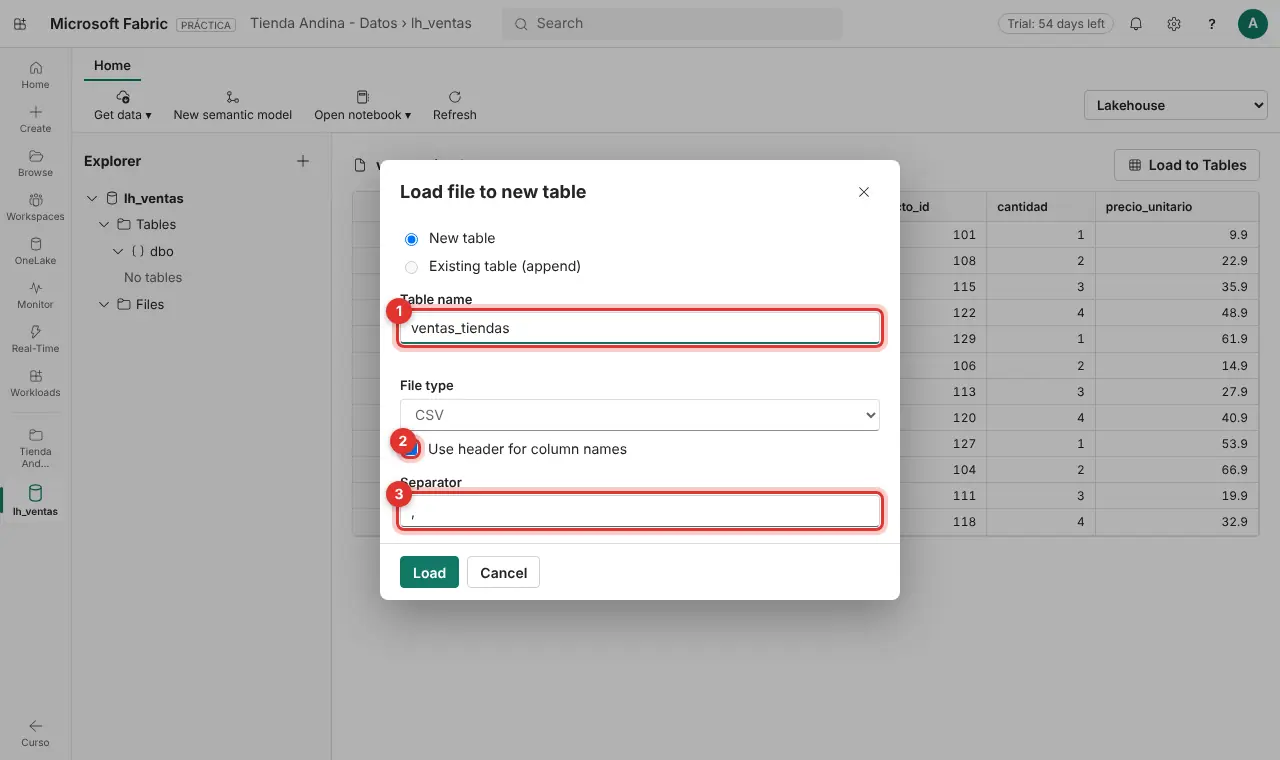 Microsoft Fabric PRÁCTICA Tienda Andina - Datos › lh_ventas Search Trial: 54 days left ? A
Home
Create
Browse
Workspaces
OneLake
Monitor
Real-Time
Workloads
Tienda
And...
lh_ventas
Curso
Home
Get data ▾ New semantic model Open notebook ▾ Refresh Lakehouse
Explorer
lh_ventas
Tables
dbo
No tables
Files
Load to Tables
cantidad precio_unitario
101 1 9.9
108 2 22.9
115 3 35.9
122 4 48.9
129 1 61.9
106 2 14.9
113 3 27.9
120 4 40.9
127 1 53.9
104 2 66.9
111 3 19.9
118 4 32.9
Load file to new table
New table
Existing table (append)
Table name
1
ventas_tiendas
File type
CSV
2
Use header for column names
Separator
3
,
Load Cancel